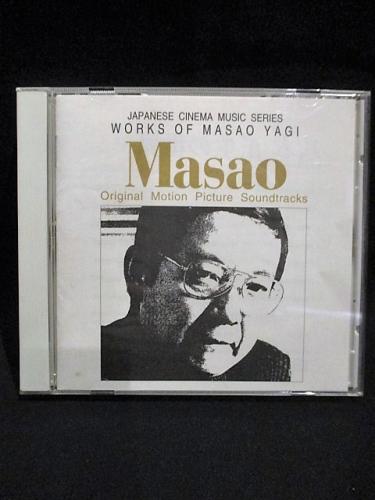 JAPANESE CINEMA MUSIC SERIES
WORKS OF MASAO YAGI
Masao
Original Motion Picture Soundtracks